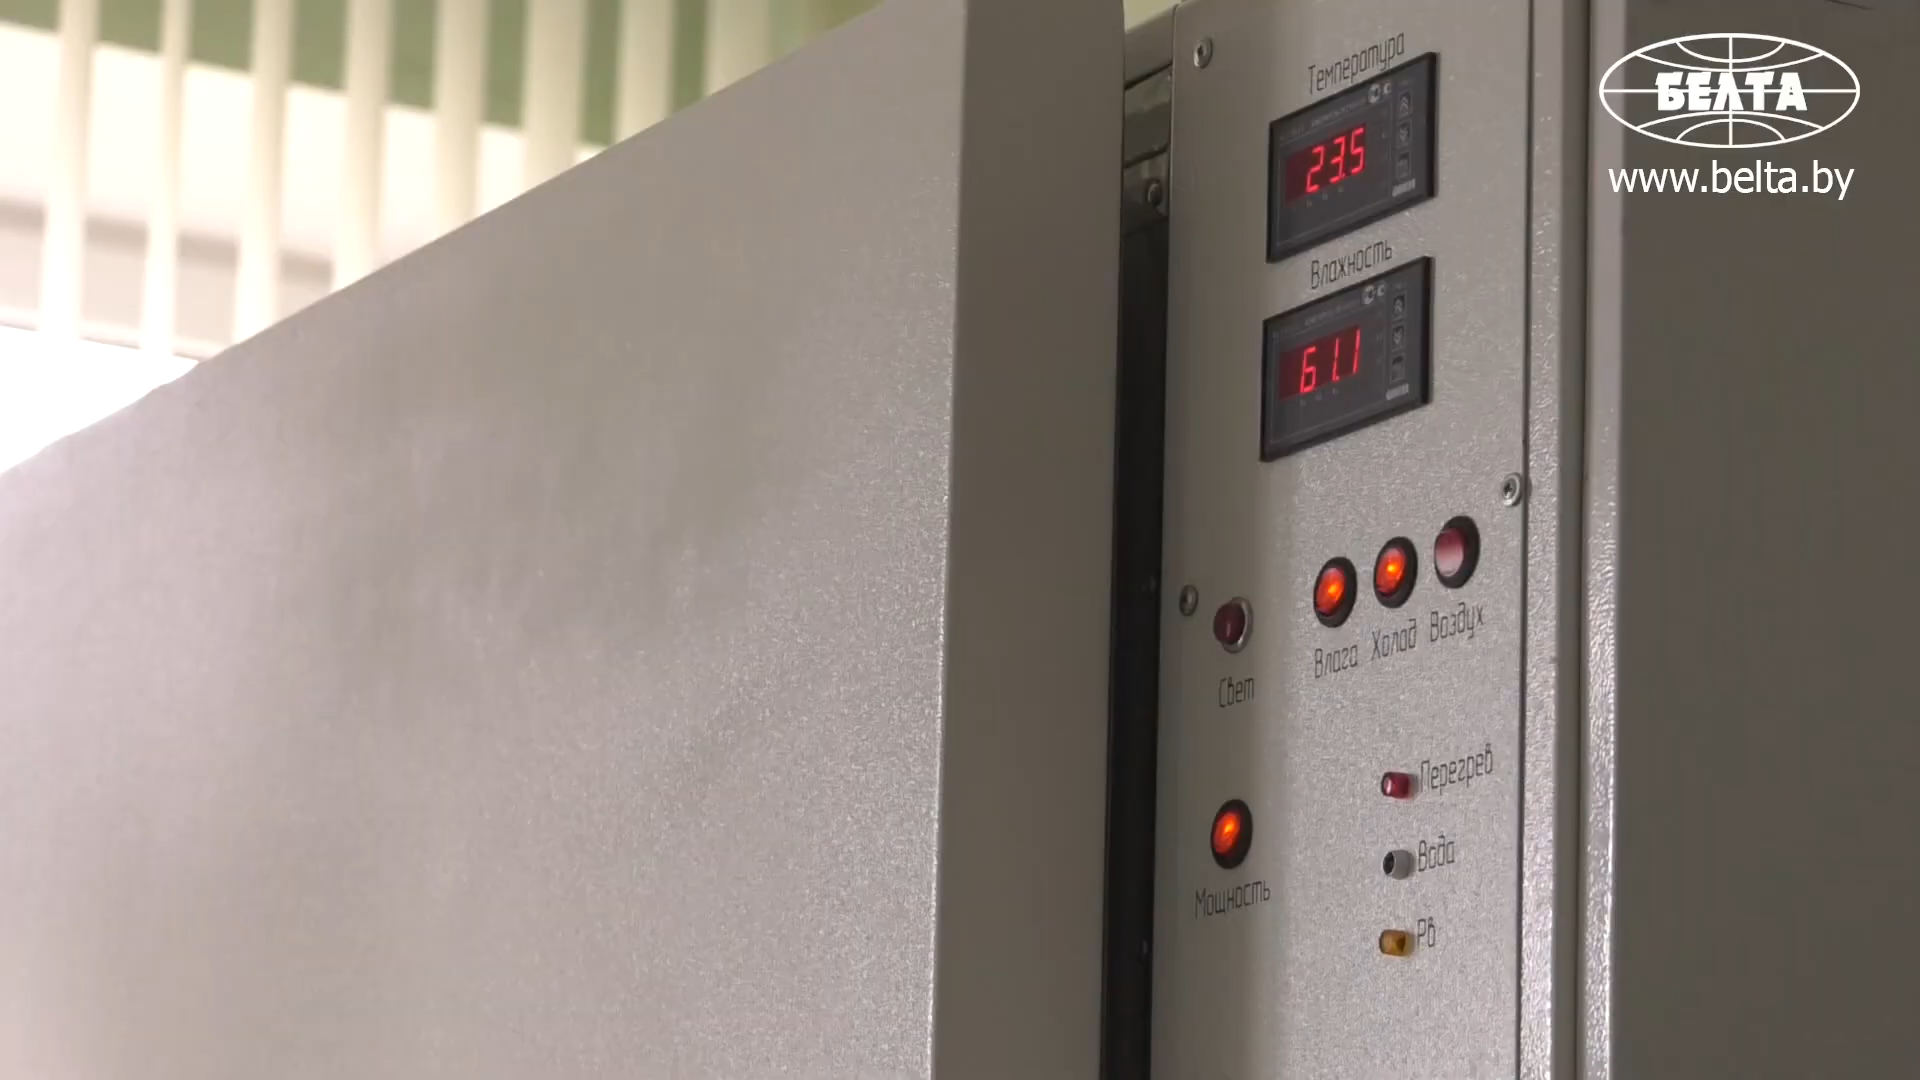 БЕЛТА
www.belta.by
Температура
23.5
Влажность
61.1
Влага Холод Воздух
Свет
Перегрев
Вода
Мощность
Рв